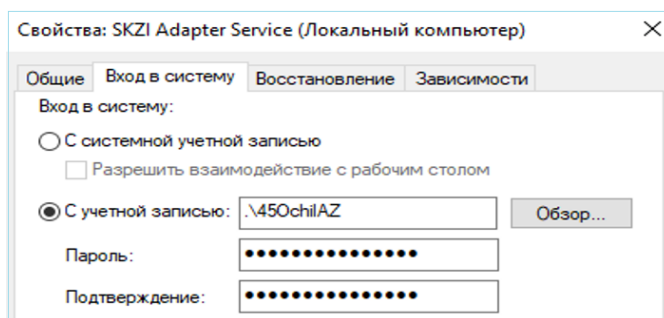 Свойства: SKZI Adapter Service (Локальный компьютер)
Общие Вход в систему Восстановление Зависимости
Вход в систему:
С системной учетной записью
Разрешить взаимодействие с рабочим столом
С учетной записью: .\45OchilAZ Обзор...
Пароль: •••••••••••••••
Подтверждение: •••••••••••••••